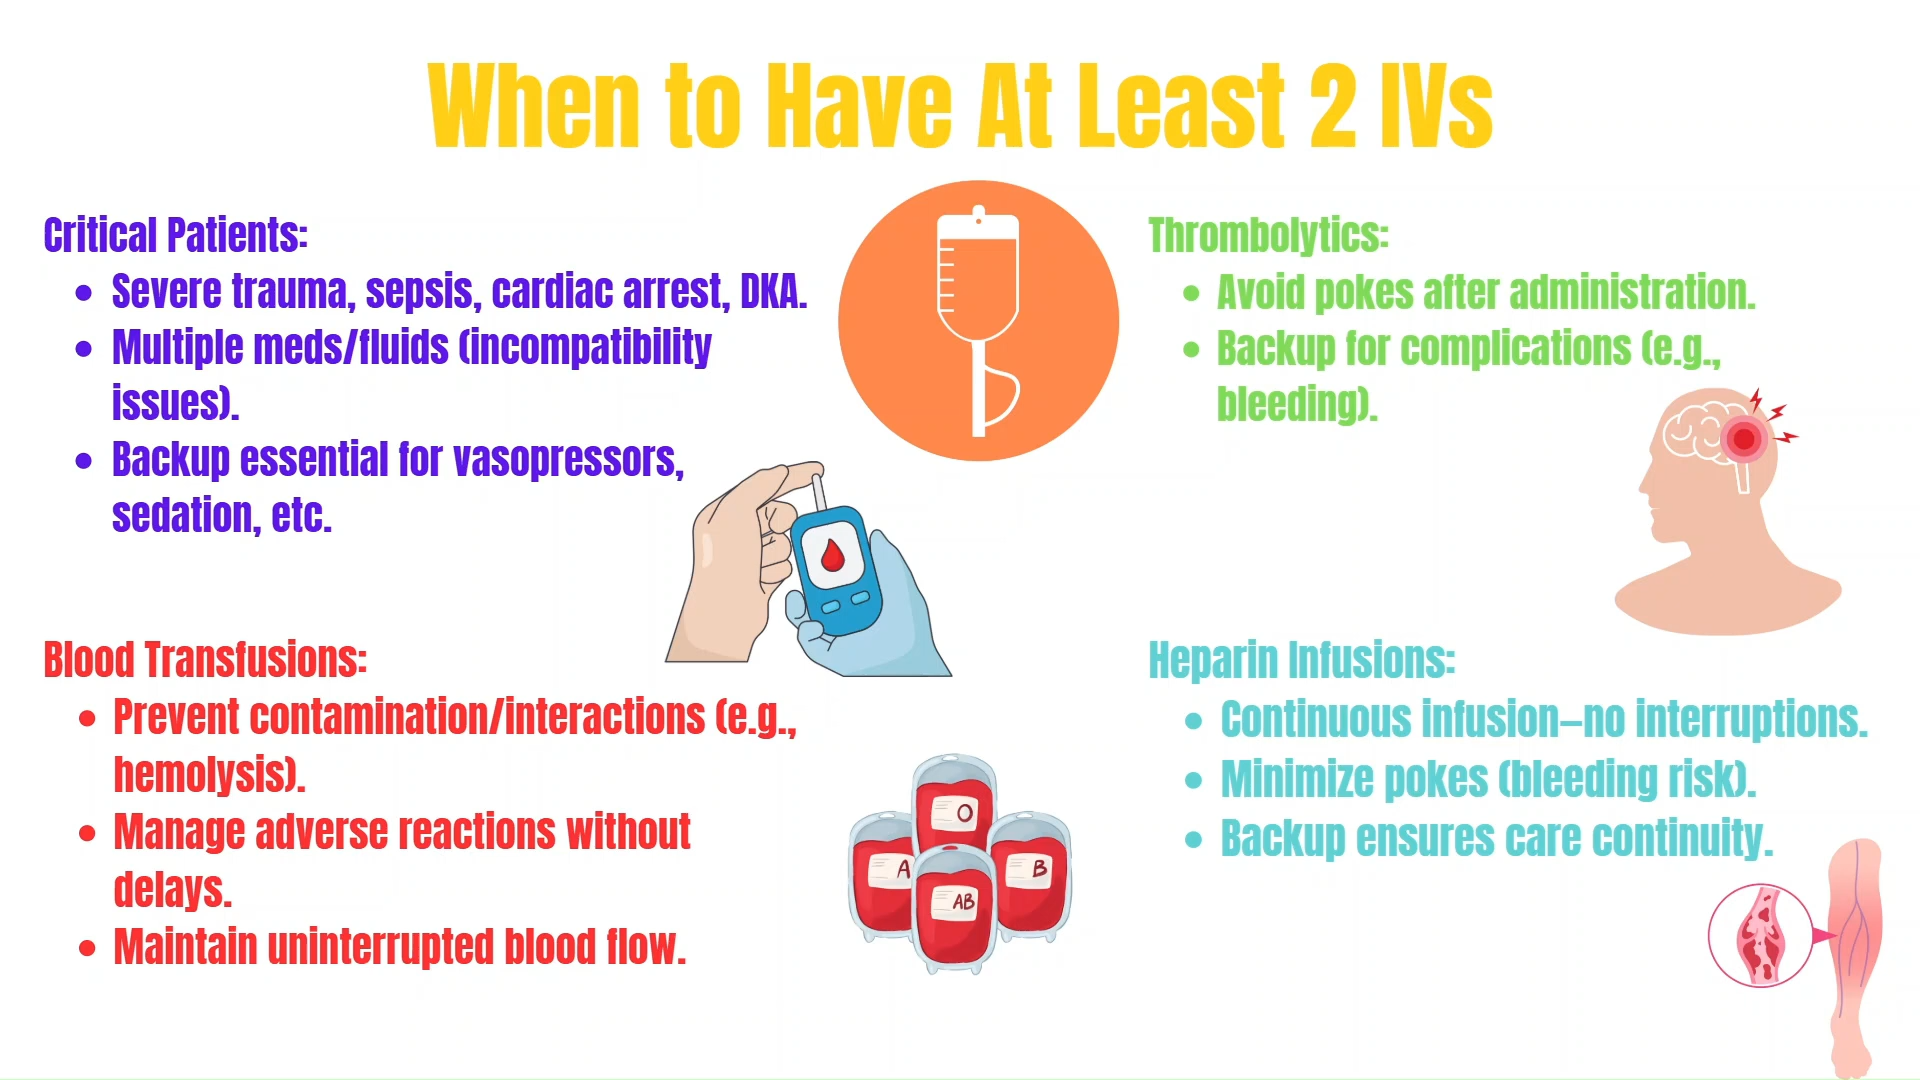 When to Have At Least 2 IVs
Critical Patients:
• Severe trauma, sepsis, cardiac arrest, DKA.
• Multiple meds/fluids (incompatibility
issues).
• Backup essential for vasopressors,
sedation, etc.
Thrombolytics:
• Avoid pokes after administration.
• Backup for complications (e.g.,
bleeding).
Blood Transfusions:
• Prevent contamination/interactions (e.g.,
hemolysis).
• Manage adverse reactions without
delays.
• Maintain uninterrupted blood flow.
O
A
B
AB
Heparin Infusions:
• Continuous infusion—no interruptions.
• Minimize pokes (bleeding risk).
• Backup ensures care continuity.